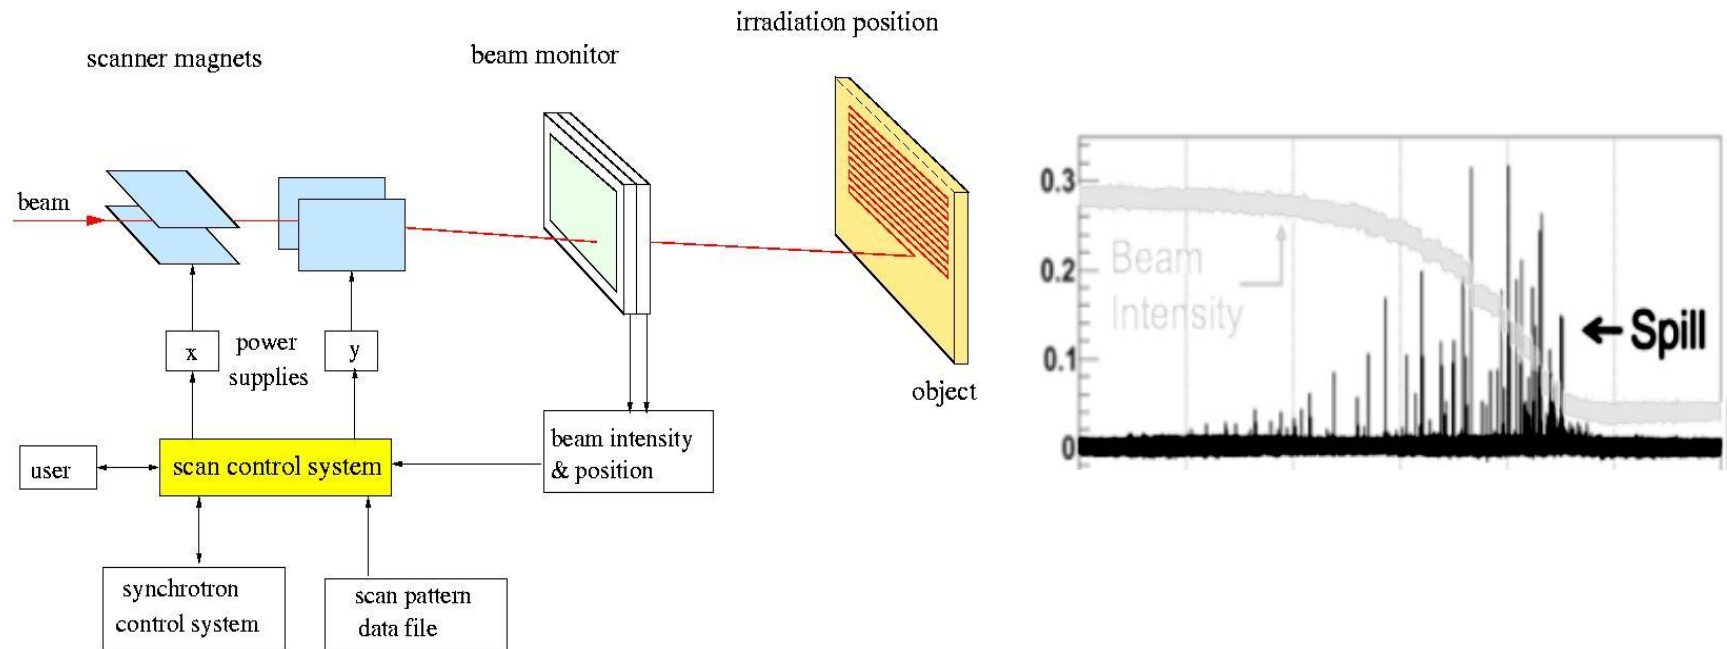 irradiation position
beam monitor
scanner magnets
beam
x
power
supplies
y
object
beam intensity
& position
user
scan control system
synchrotron
control system
scan pattern
data file
0.3
0.2
0.1
0
Beam
Intensity
Spill